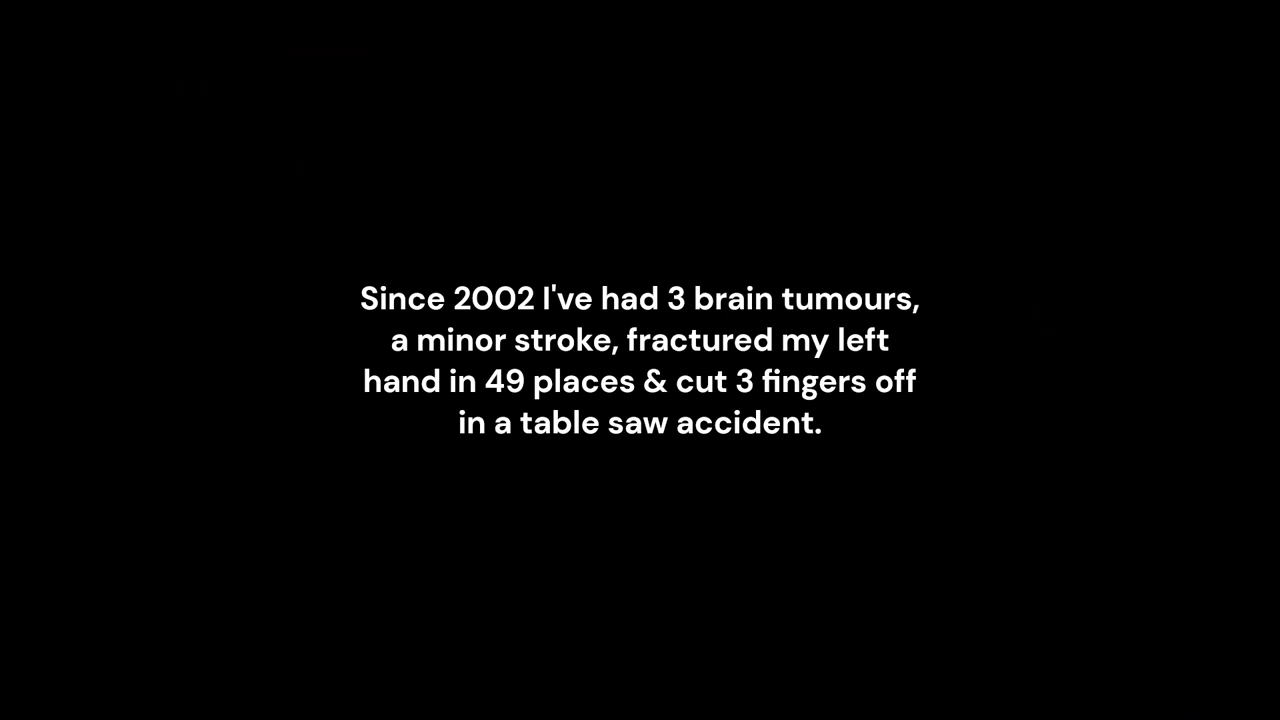 Since 2002 I've had 3 brain tumours,
a minor stroke, fractured my left
hand in 49 places & cut 3 fingers off
in a table saw accident.